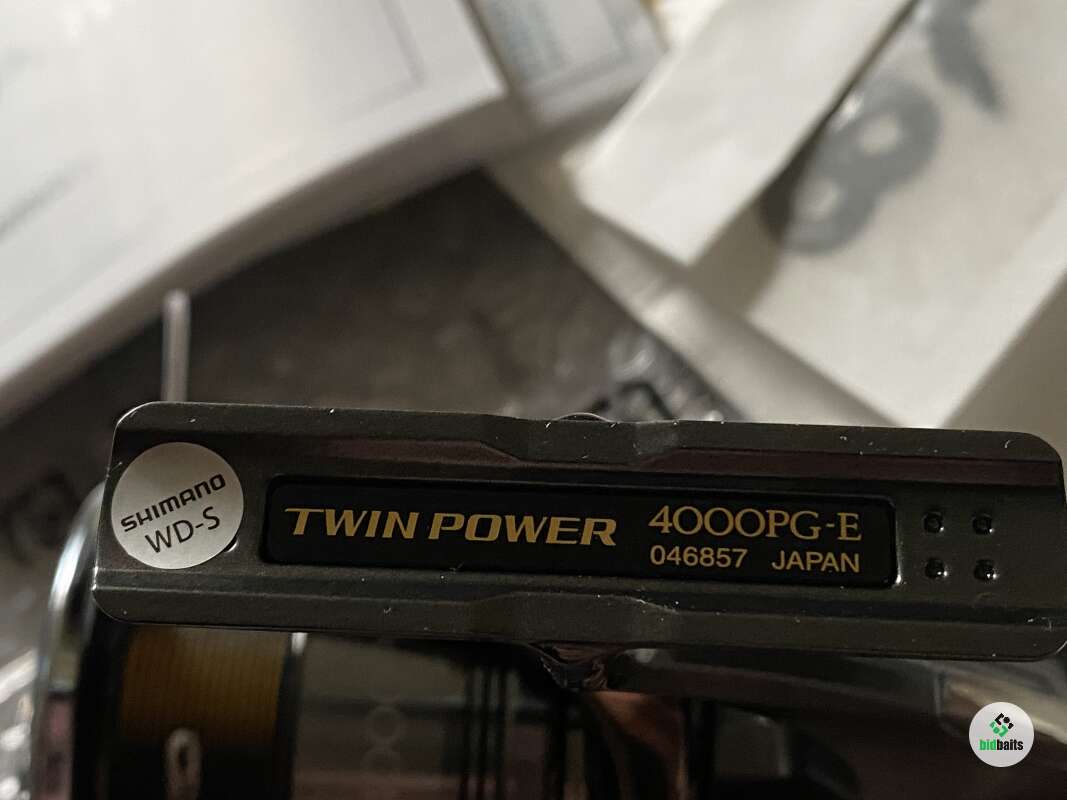 SHIMANO
WD-S
TWIN POWER
4000PG-E
046857 JAPAN
bidbaits